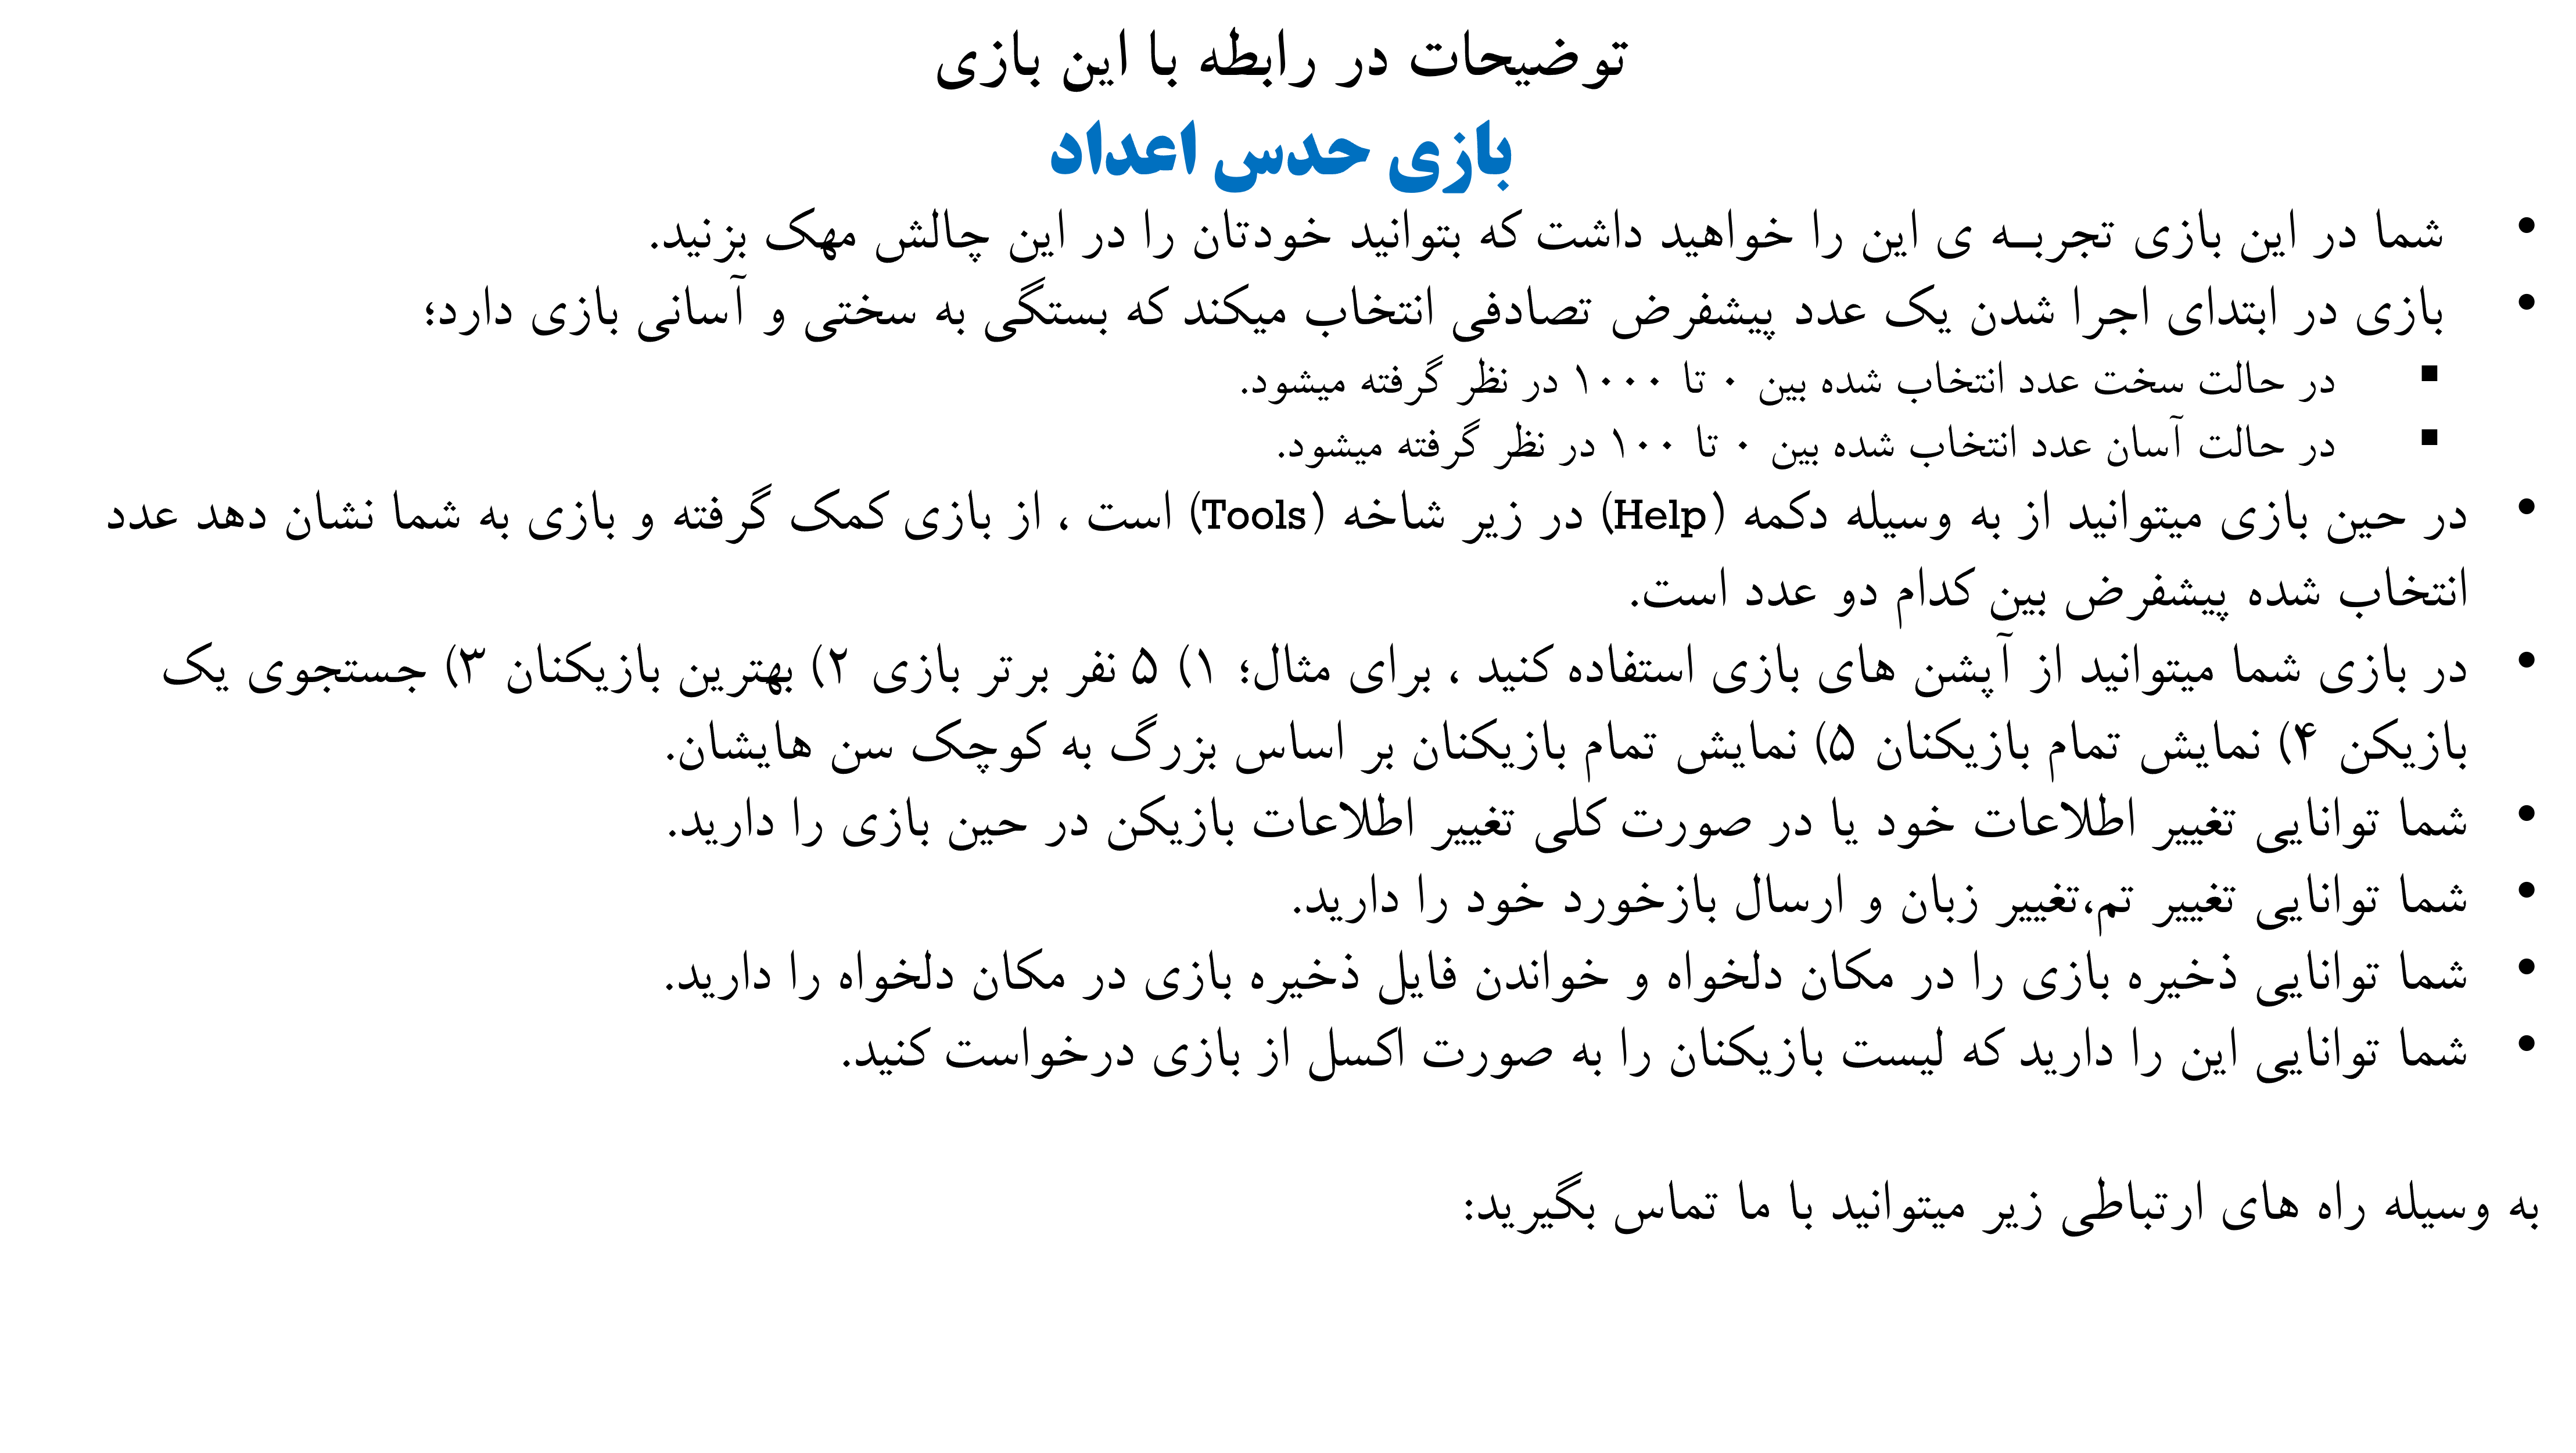 توضیحات در رابطه با این بازی
بازی حدس اعداد
• شما در این بازی تجربــه ی این را خواهید داشت که بتوانید خودتان را در این چالش مهک بزنید.
• بازی در ابتدای اجرا شدن یک عدد پیشفرض تصادفی انتخاب میکند که بستگی به سختی و آسانی بازی دارد؛
▪ در حالت سخت عدد انتخاب شده بین ۰ تا ۱۰۰۰ در نظر گرفته میشود.
▪ در حالت آسان عدد انتخاب شده بین ۰ تا ۱۰۰ در نظر گرفته میشود.
• در حین بازی میتوانید از به وسیله دکمه (Help) در زیر شاخه (Tools) است ، از بازی کمک گرفته و بازی به شما نشان دهد عدد
انتخاب شده پیشفرض بین کدام دو عدد است.
• در بازی شما میتوانید از آپشن های بازی استفاده کنید ، برای مثال؛ ۱) ۵ نفر برتر بازی ۲) بهترین بازیکنان ۳) جستجوی یک
بازیکن ۴) نمایش تمام بازیکنان ۵) نمایش تمام بازیکنان بر اساس بزرگ به کوچک سن هایشان.
• شما توانایی تغییر اطلاعات خود یا در صورت کلی تغییر اطلاعات بازیکن در حین بازی را دارید.
• شما توانایی تغییر تم،تغییر زبان و ارسال بازخورد خود را دارید.
• شما توانایی ذخیره بازی را در مکان دلخواه و خواندن فایل ذخیره بازی در مکان دلخواه را دارید.
• شما توانایی این را دارید که لیست بازیکنان را به صورت اکسل از بازی درخواست کنید.
به وسیله راه های ارتباطی زیر میتوانید با ما تماس بگیرید: